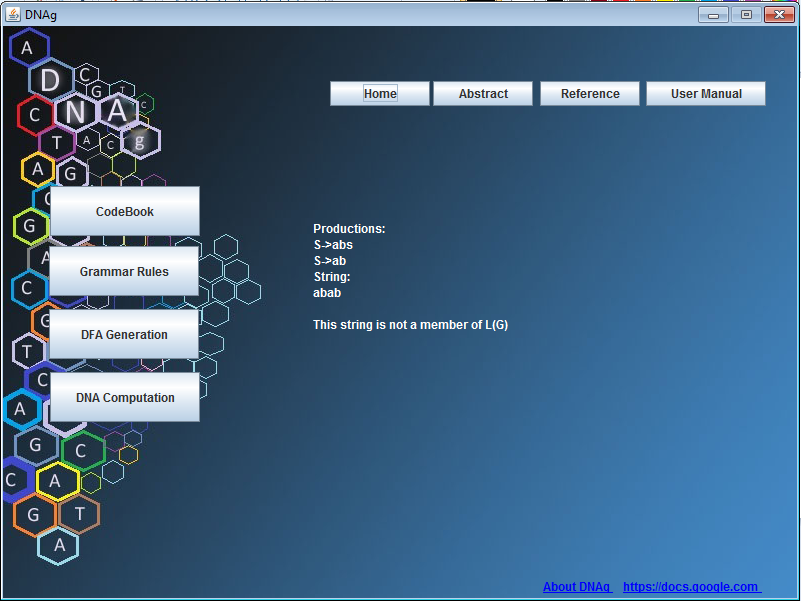 DNAg
A
D
C
G
T
C
N
A
C
T
A
C
g
A
G
Home
Abstract
Reference
User Manual
G
CodeBook
Grammar Rules
C
DFA Generation
T
C
DNA Computation
A
G
C
C
A
G
T
A
Productions:
S->abs
S->ab
String:
abab
This string is not a member of L(G)
About DNAg
https://docs.google.com